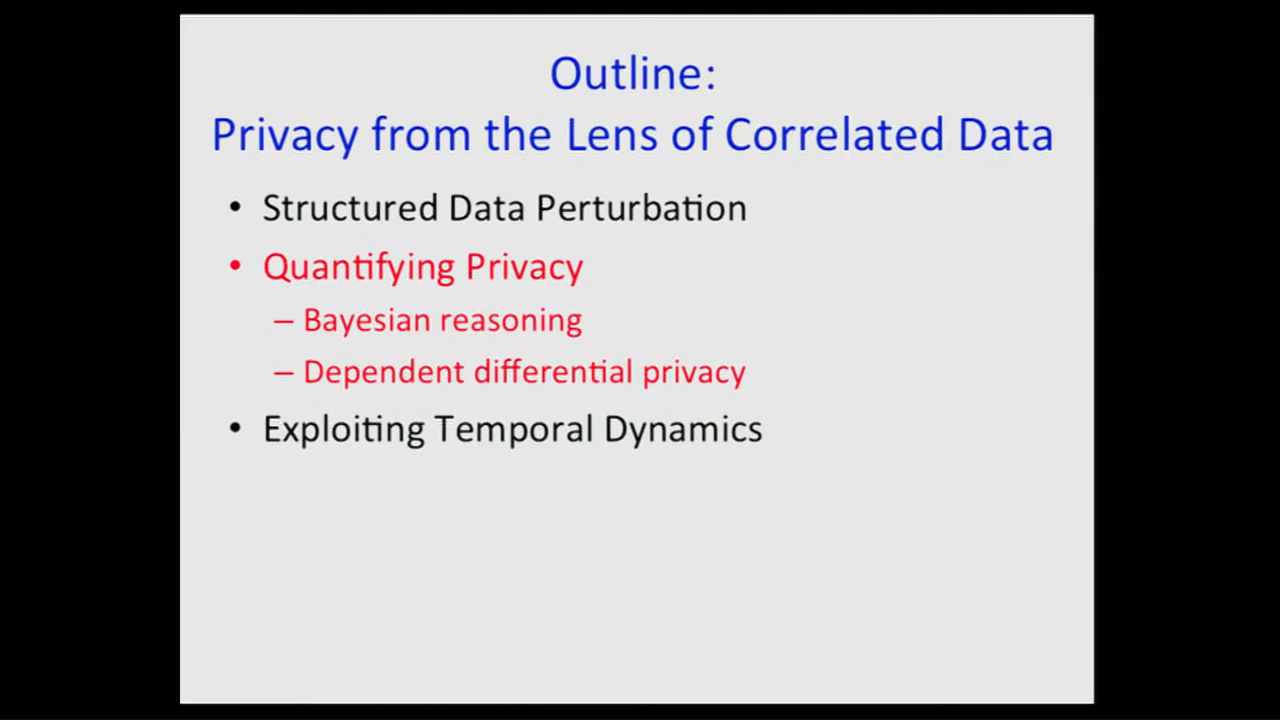 Outline:
Privacy from the Lens of Correlated Data
• Structured Data Perturbation
• Quantifying Privacy
– Bayesian reasoning
– Dependent differential privacy
• Exploiting Temporal Dynamics